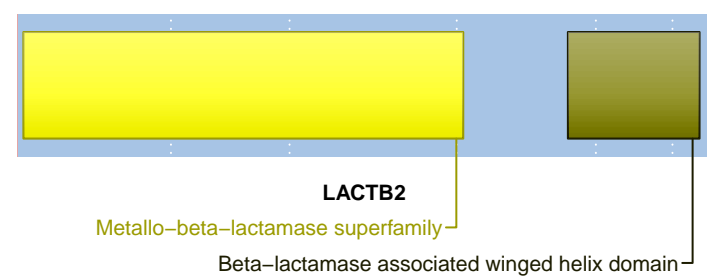 LACTB2
Metallo−beta−lactamase superfamily
Beta−lactamase associated winged helix domain